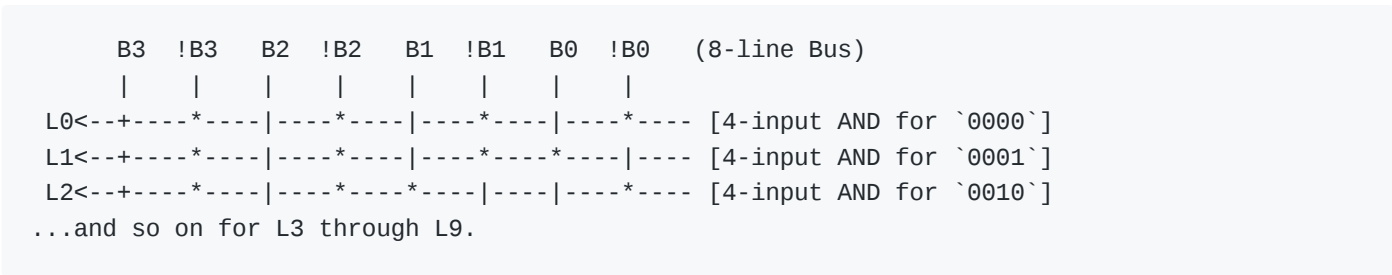 B3  !B3   B2  !B2   B1  !B1   B0  !B0   (8-line Bus)
      |    |    |    |    |    |    |    |
 L0<--+----*----|----*----|----*----|----*---- [4-input AND for `0000`]
 L1<--+----*----|----*----|----*----*----|---- [4-input AND for `0001`]
 L2<--+----*----|----*----*----|----|----*---- [4-input AND for `0010`]
...and so on for L3 through L9.